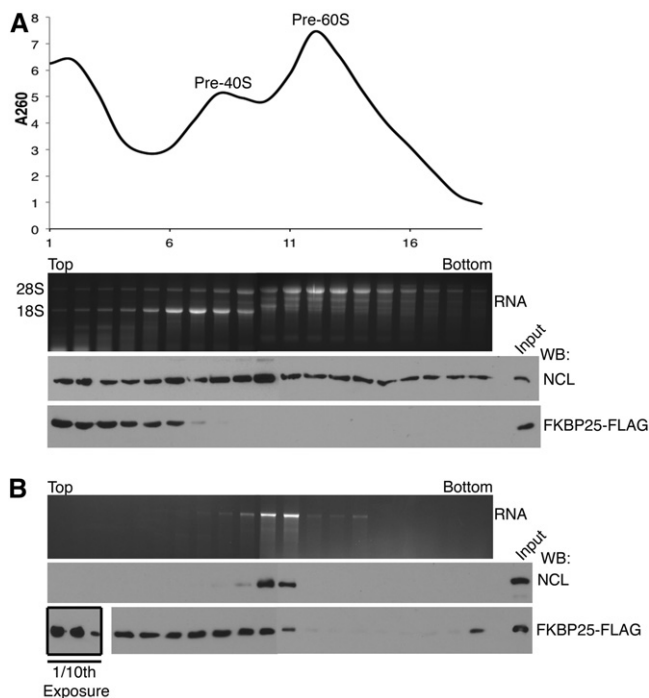 A
Pre-60S
Pre-40S
A260
8
7
6
5
4
3
2
1
0
1 6 11 16
Top Bottom
28S
18S
RNA
Input
WB:
NCL
FKBP25-FLAG
B
Top Bottom
RNA
Input
WB:
NCL
FKBP25-FLAG
1/10th
Exposure